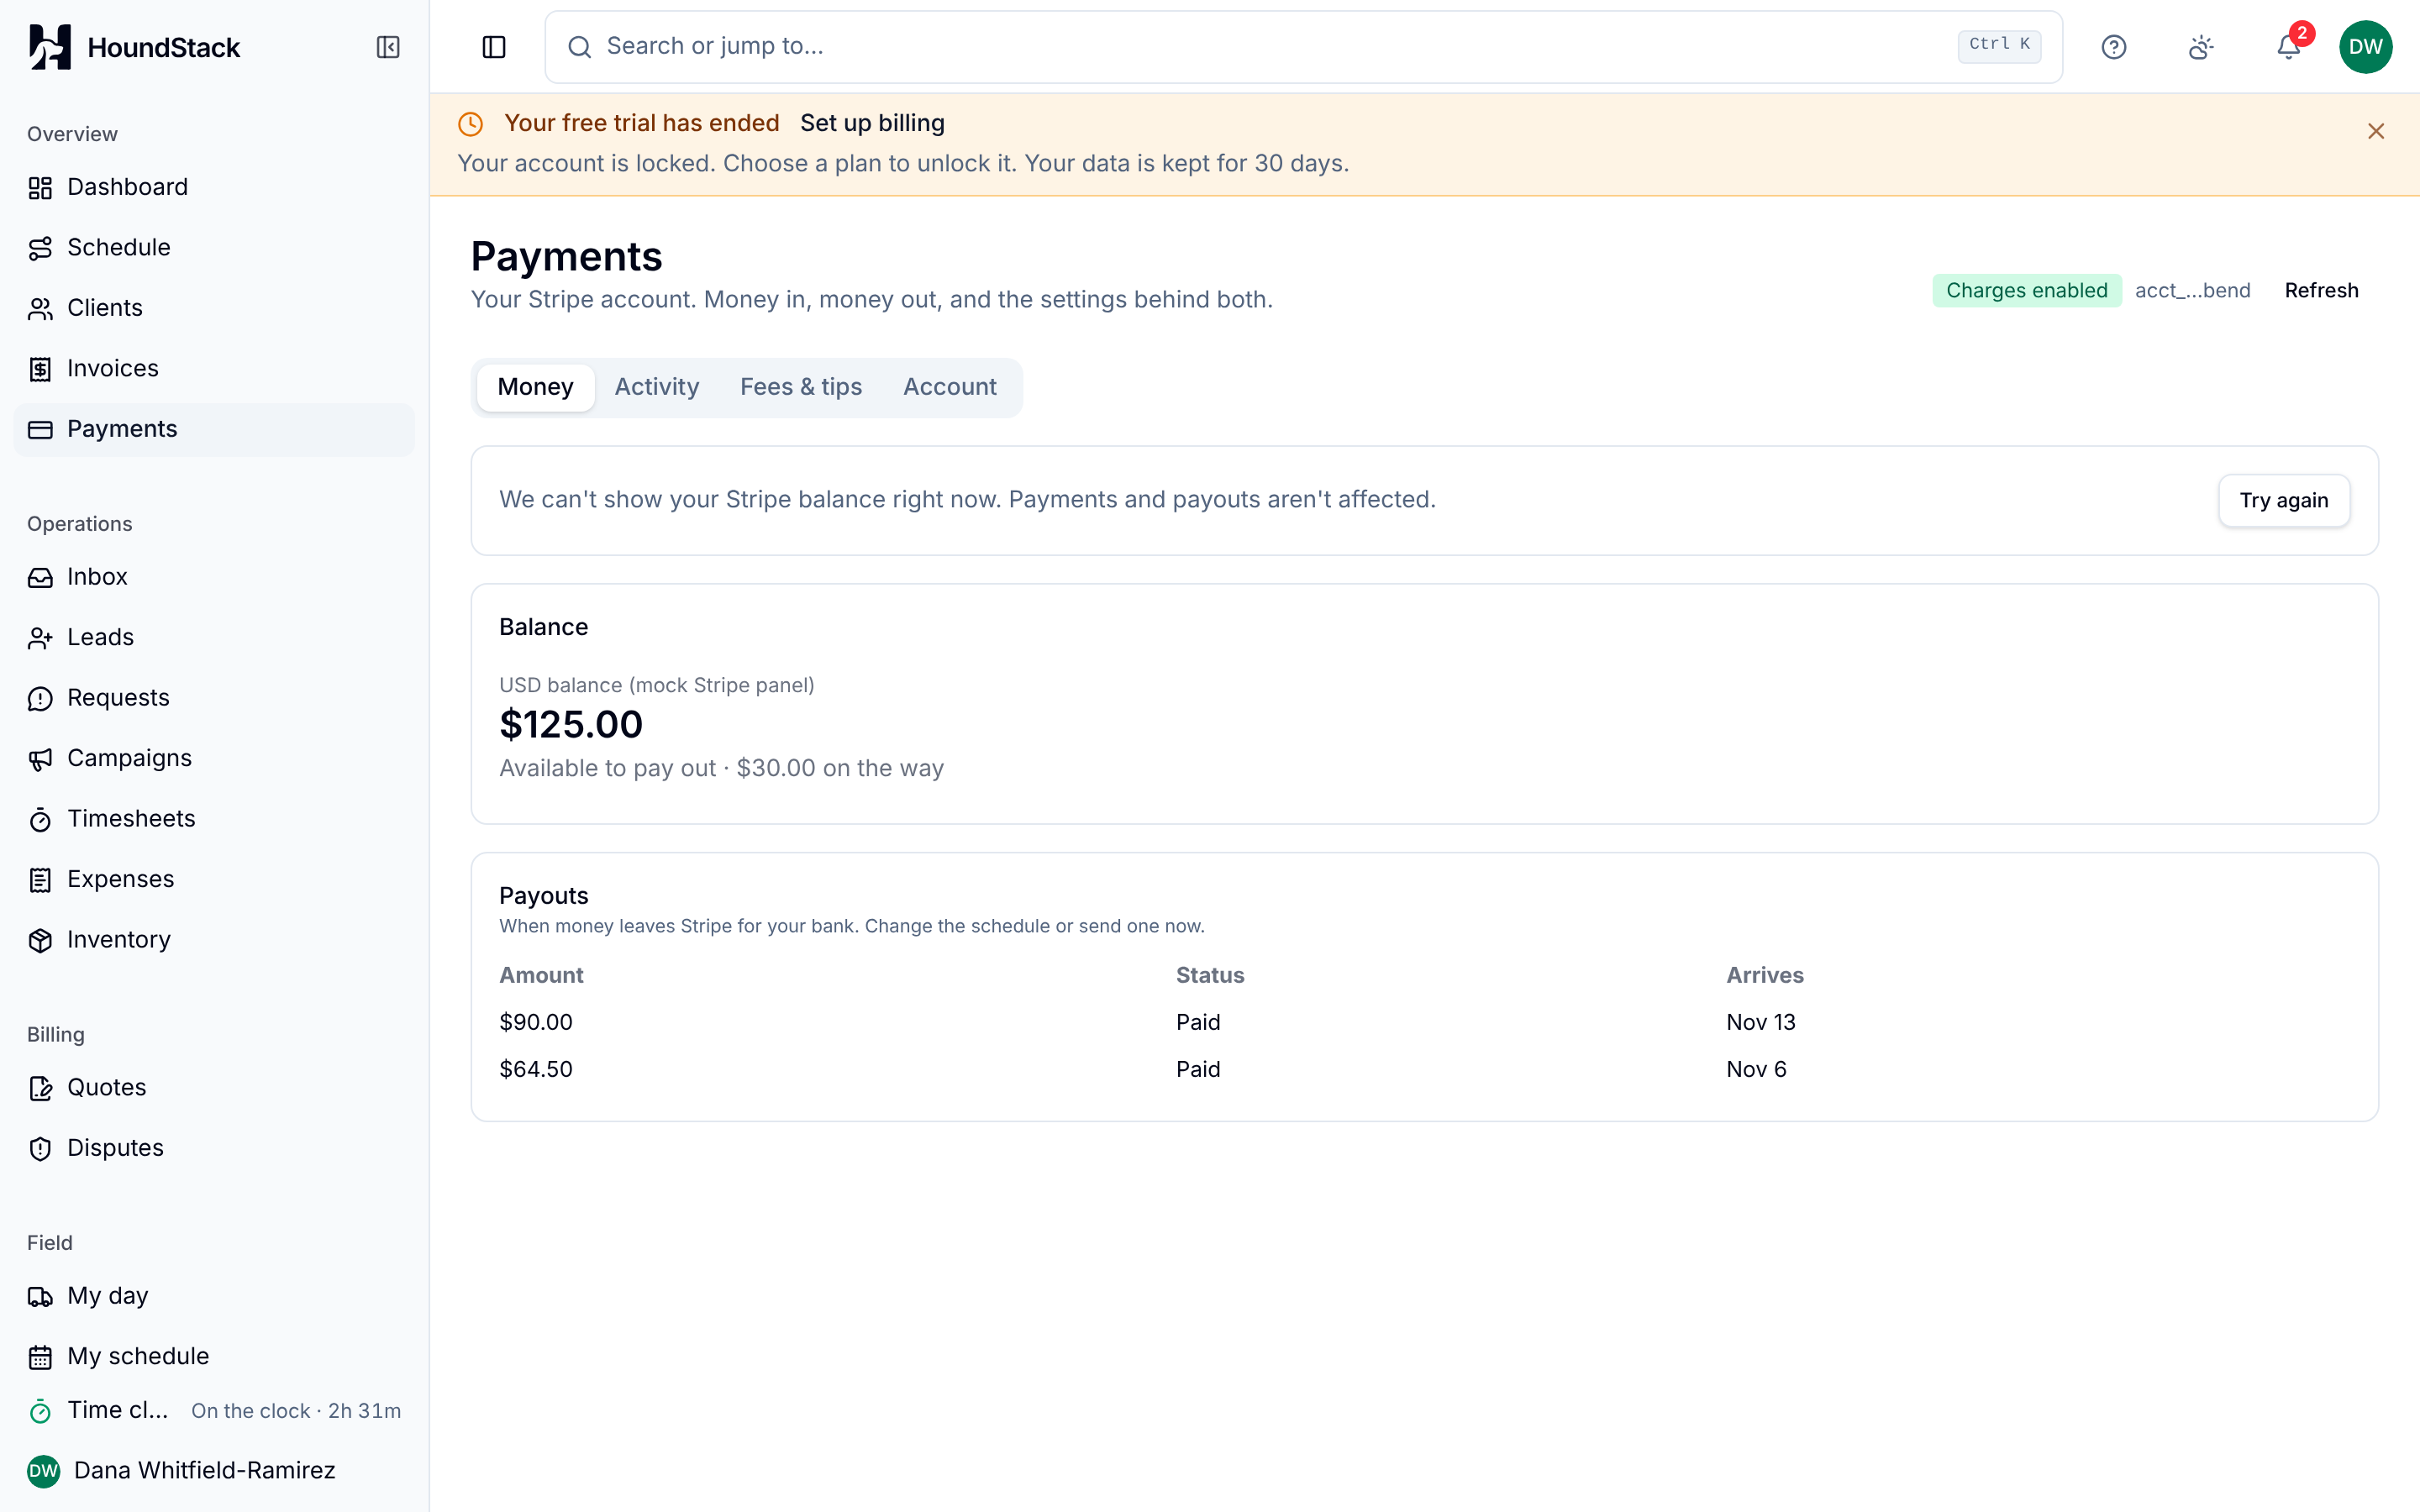 HoundStack
Overview
Dashboard
Schedule
Clients
Invoices
Payments
Operations
Inbox
Leads
Requests
Campaigns
Timesheets
Expenses
Inventory
Billing
Quotes
Disputes
Field
My day
My schedule
Time cl... On the clock · 2h 31m
DW Dana Whitfield-Ramirez
Search or jump to... Ctrl K
2
DW
Your free trial has ended Set up billing
Your account is locked. Choose a plan to unlock it. Your data is kept for 30 days.
Payments
Your Stripe account. Money in, money out, and the settings behind both.
Charges enabled acct_...bend Refresh
Money Activity Fees & tips Account
We can't show your Stripe balance right now. Payments and payouts aren't affected. Try again
Balance
USD balance (mock Stripe panel)
$125.00
Available to pay out · $30.00 on the way
Payouts
When money leaves Stripe for your bank. Change the schedule or send one now.
Amount Status Arrives
$90.00 Paid Nov 13
$64.50 Paid Nov 6